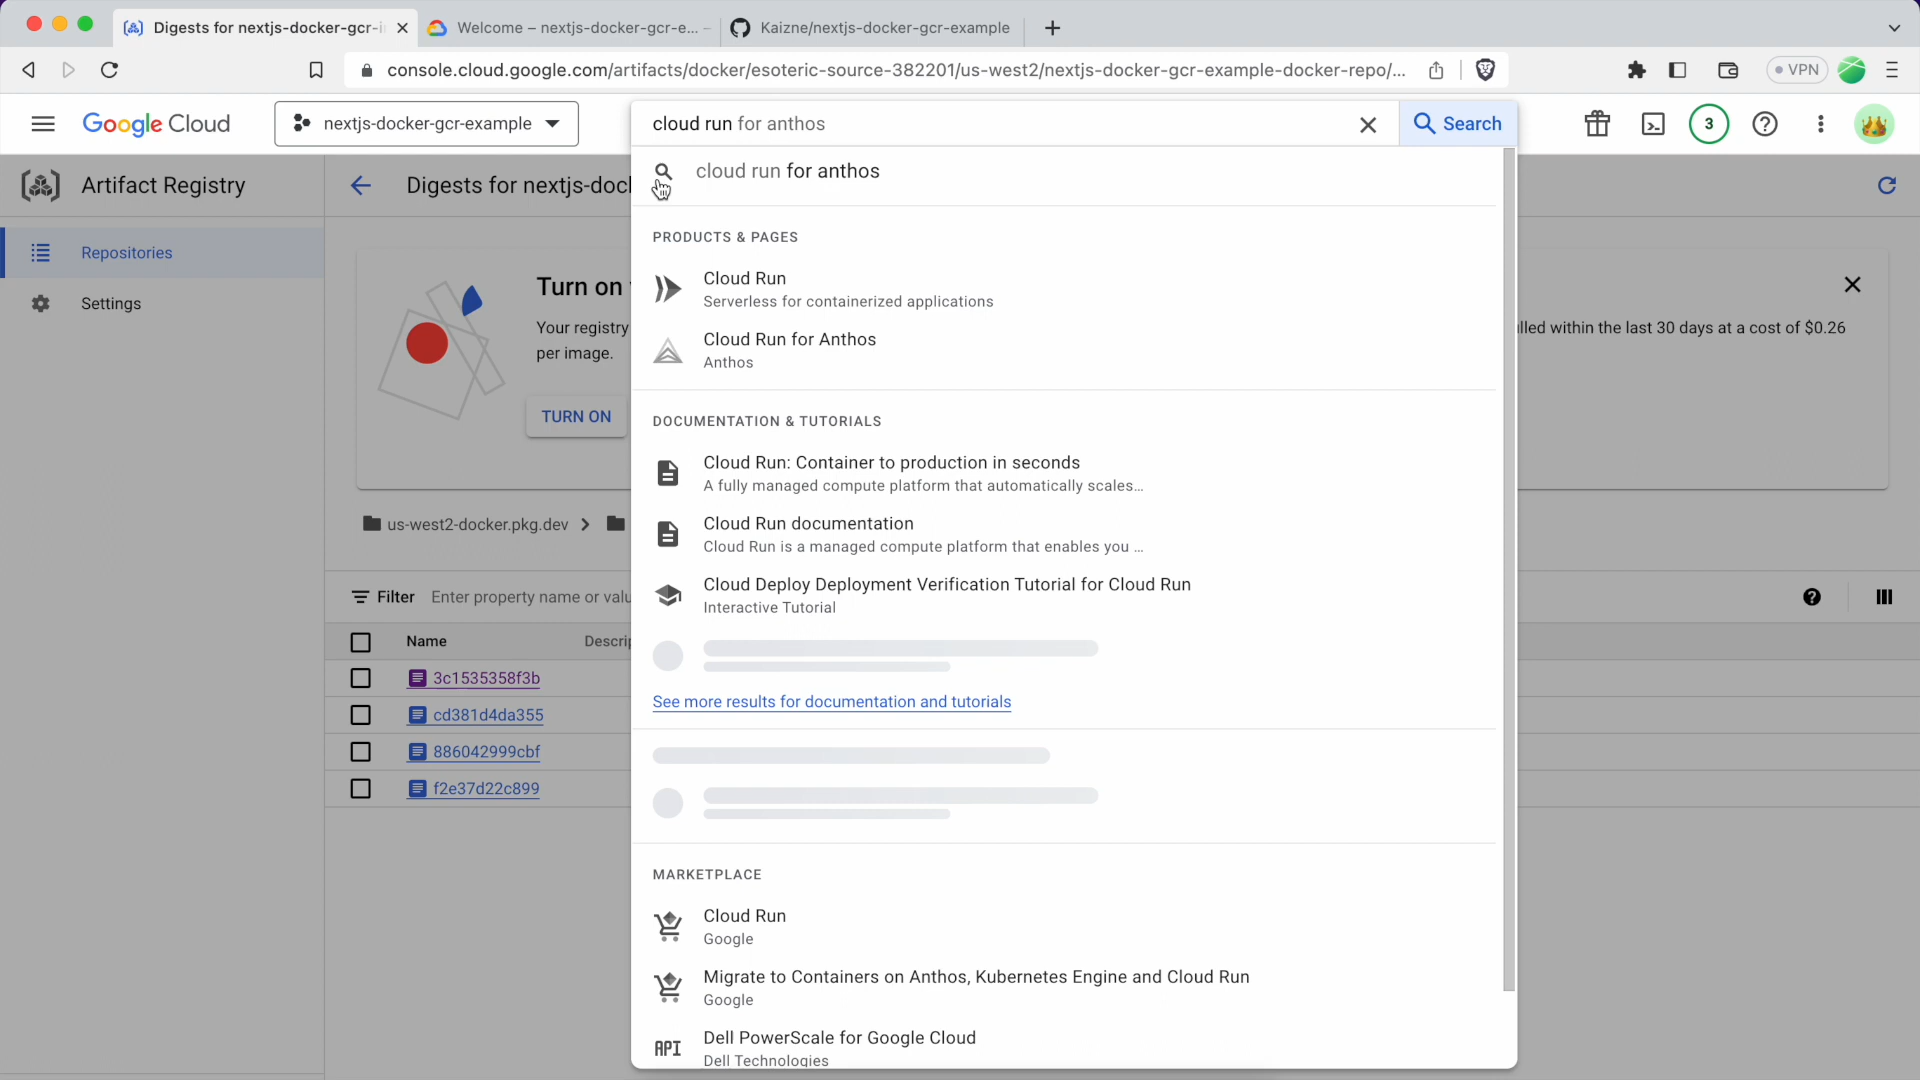 Digests for nextjs-docker-gcr-i
Welcome – nextjs-docker-gcr-e...
Kaizne/nextjs-docker-gcr-example
console.cloud.google.com/artifacts/docker/esoteric-source-382201/us-west2/nextjs-docker-gcr-example-docker-repo/...
VPN
Google Cloud
nextjs-docker-gcr-example
cloud run for anthos
Search
3
Artifact Registry
Digests for nextjs-doc
cloud run for anthos
Repositories
Settings
PRODUCTS & PAGES
Cloud Run
Serverless for containerized applications
Cloud Run for Anthos
Anthos
Turn on
Your registry
lled within the last 30 days at a cost of $0.26
per image.
TURN ON
DOCUMENTATION & TUTORIALS
Cloud Run: Container to production in seconds
A fully managed compute platform that automatically scales...
Cloud Run documentation
Cloud Run is a managed compute platform that enables you ...
Cloud Deploy Deployment Verification Tutorial for Cloud Run
Interactive Tutorial
See more results for documentation and tutorials
us-west2-docker.pkg.dev
Filter Enter property name or valu
Name Descrip
3c1535358f3b
cd381d4da355
886042999cbf
f2e37d22c899
MARKETPLACE
Cloud Run
Google
Migrate to Containers on Anthos, Kubernetes Engine and Cloud Run
Google
API
Dell PowerScale for Google Cloud
Dell Technologies